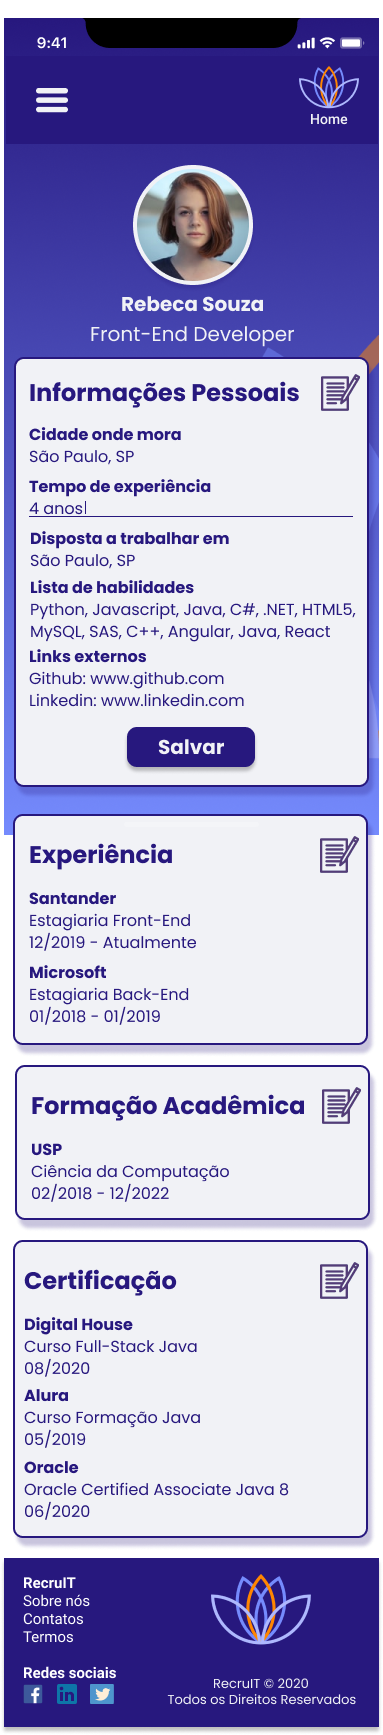 9:41
Home
Rebeca Souza
Front-End Developer
Informações Pessoais
Cidade onde mora
São Paulo, SP
Tempo de experiência
4 anos
Disposta a trabalhar em
São Paulo, SP
Lista de habilidades
Python, Javascript, Java, C#, .NET, HTML5,
MySQL, SAS, C++, Angular, Java, React
Links externos
Github: www.github.com
Linkedin: www.linkedin.com
Salvar
Experiência
Santander
Estagiaria Front-End
12/2019 - Atualmente
Microsoft
Estagiaria Back-End
01/2018 - 01/2019
Formação Acadêmica
USP
Ciência da Computação
02/2018 - 12/2022
Certificação
Digital House
Curso Full-Stack Java
08/2020
Alura
Curso Formação Java
05/2019
Oracle
Oracle Certified Associate Java 8
06/2020
RecruIT
Sobre nós
Contatos
Termos
Redes sociais
RecruIT © 2020
Todos os Direitos Reservados